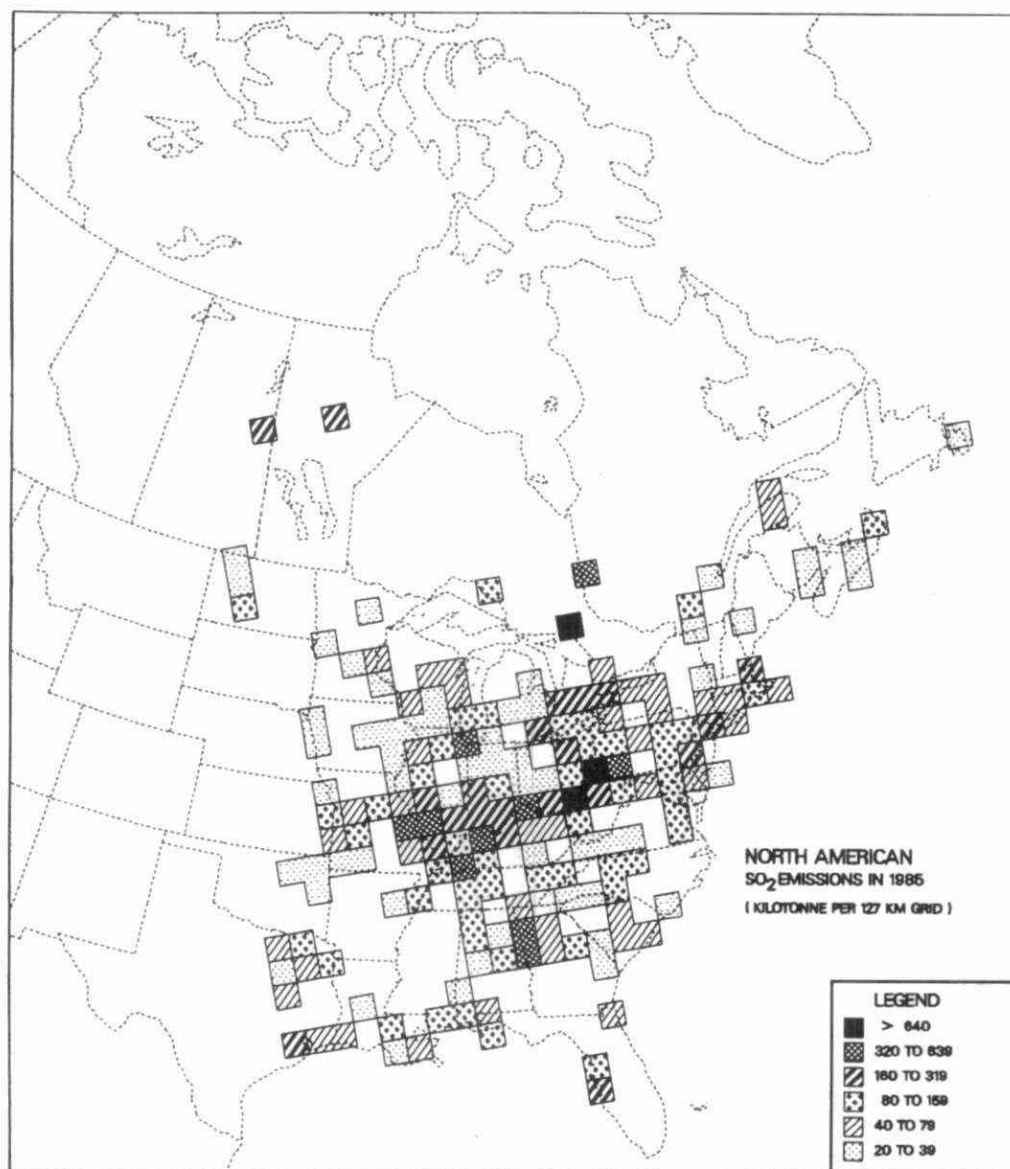 NORTH AMERICAN
SO₂ EMISSIONS IN 1985
( KILOTONNE PER 127 KM GRID )
LEGEND
> 640
320 TO 639
160 TO 319
80 TO 159
40 TO 79
20 TO 39